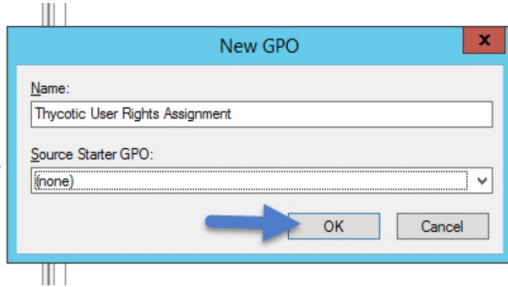 New GPO
x
Name:
Thycotic User Rights Assignment
Source Starter GPO:
(none)
OK
Cancel